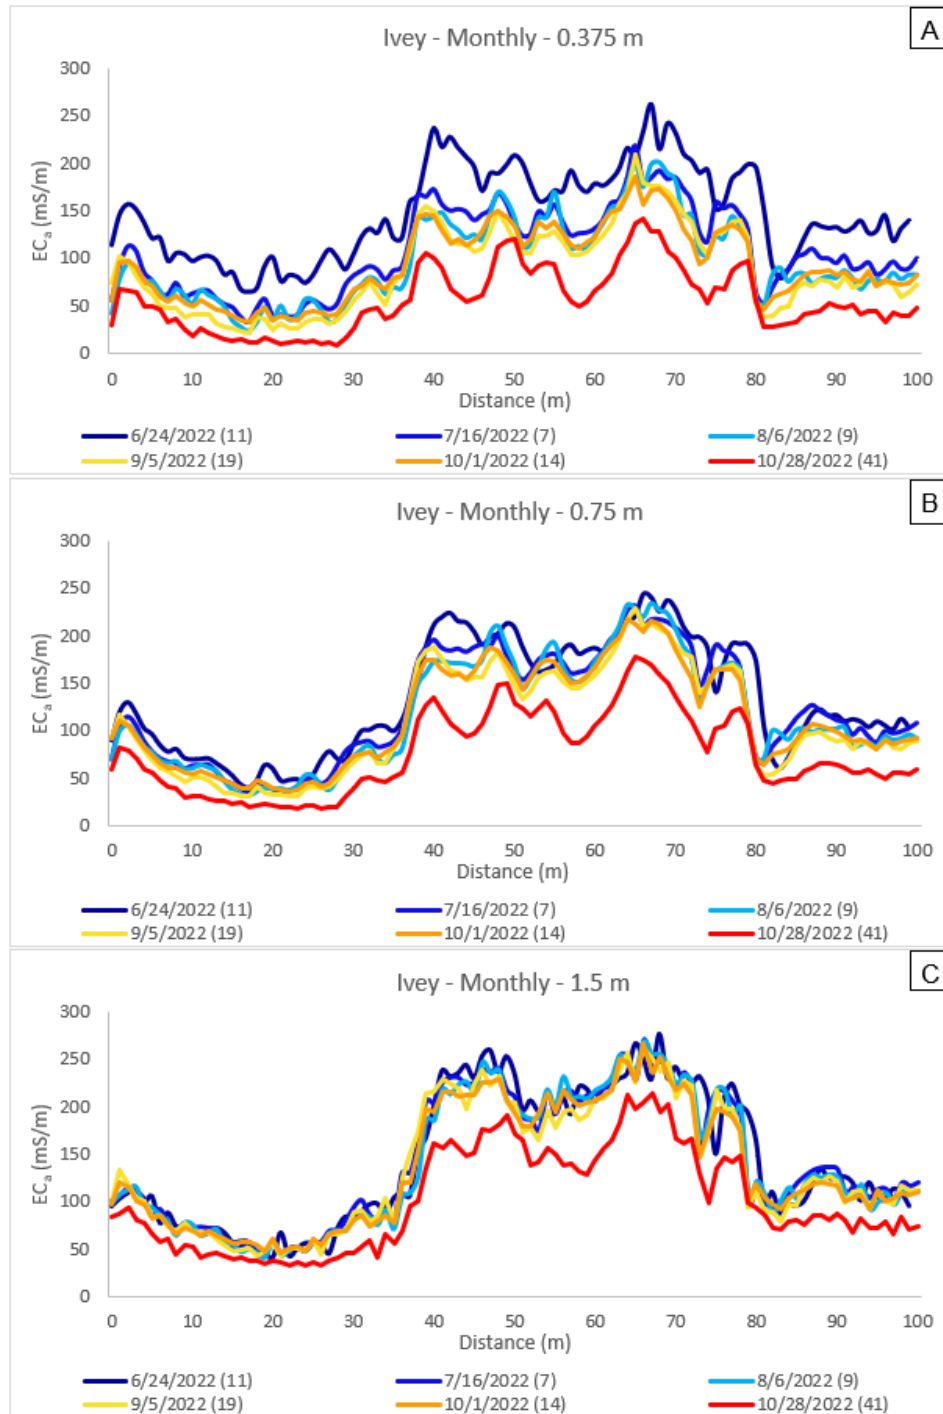 A
Ivey - Monthly - 0.375 m
300
250
200
150
100
50
0
ECa (mS/m)
0 10 20 30 40 50 60 70 80 90 100
Distance (m)
6/24/2022 (11) 7/16/2022 (7) 8/6/2022 (9)
9/5/2022 (19) 10/1/2022 (14) 10/28/2022 (41)
B
Ivey - Monthly - 0.75 m
300
250
200
150
100
50
0
ECa (mS/m)
0 10 20 30 40 50 60 70 80 90 100
Distance (m)
6/24/2022 (11) 7/16/2022 (7) 8/6/2022 (9)
9/5/2022 (19) 10/1/2022 (14) 10/28/2022 (41)
C
Ivey - Monthly - 1.5 m
300
250
200
150
100
50
0
ECa (mS/m)
0 10 20 30 40 50 60 70 80 90 100
Distance (m)
6/24/2022 (11) 7/16/2022 (7) 8/6/2022 (9)
9/5/2022 (19) 10/1/2022 (14) 10/28/2022 (41)